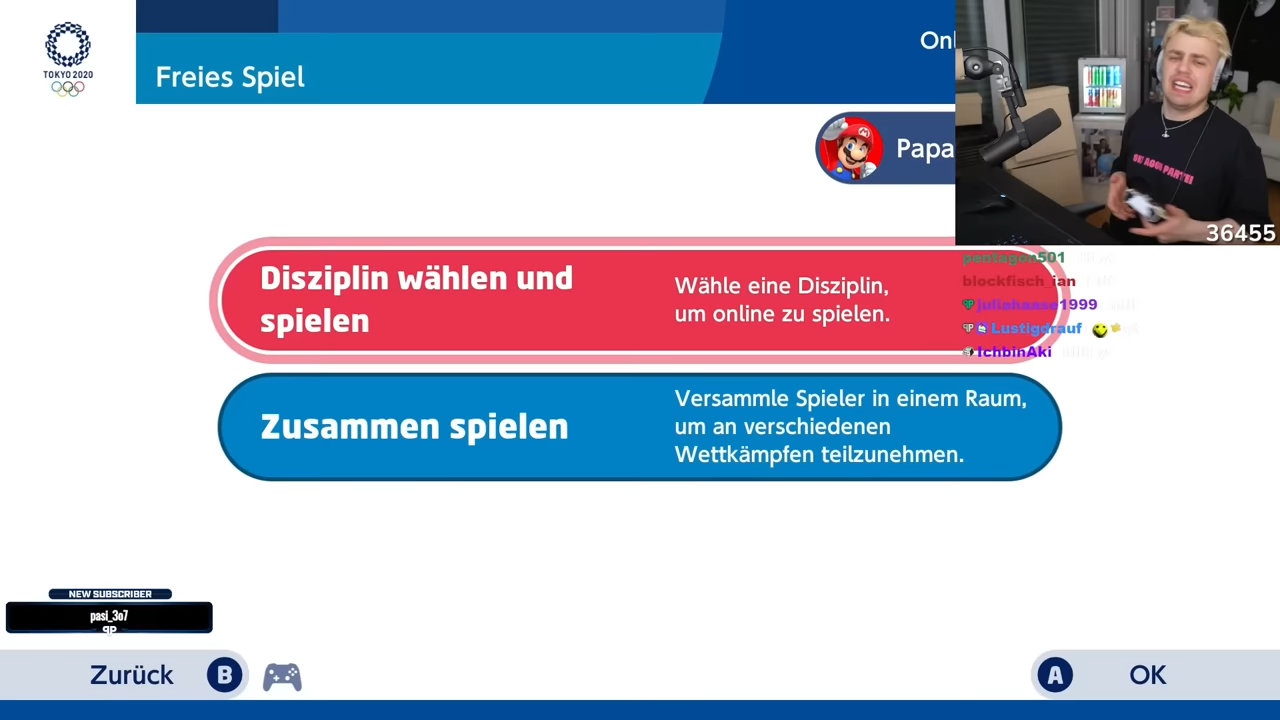 TOKYO 2020
Freies Spiel
Onl
Papa
36455
Disziplin wählen und
spielen
Wähle eine Disziplin,
um online zu spielen.
pentagon501
blockfisch_ian
juliahaase1999
Lustigdrauf
IchbinAki
Zusammen spielen
Versammle Spieler in einem Raum,
um an verschiedenen
Wettkämpfen teilzunehmen.
NEW SUBSCRIBER
pasi_3o7
Zurück B
A OK